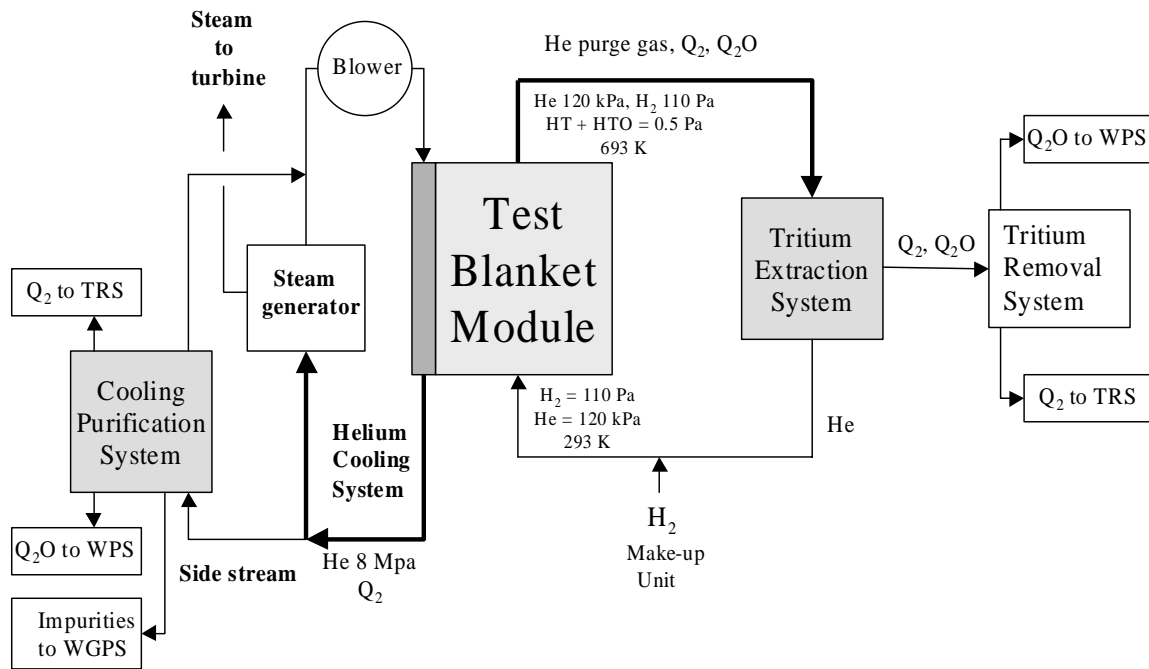 Steam
to
turbine
Blower
He purge gas, Q₂, Q₂O
He 120 kPa, H₂ 110 Pa
HT + HTO = 0.5 Pa
693 K
Q₂O to WPS
Test
Blanket
Module
Tritium
Extraction
System
Q₂, Q₂O
Tritium
Removal
System
Steam
generator
Q₂ to TRS
Cooling
Purification
System
H₂ = 110 Pa
He = 120 kPa
293 K
He
Q₂ to TRS
Helium
Cooling
System
H₂
Make-up
Unit
Q₂O to WPS
Side stream
He 8 Mpa
Q₂
Impurities
to WGPS